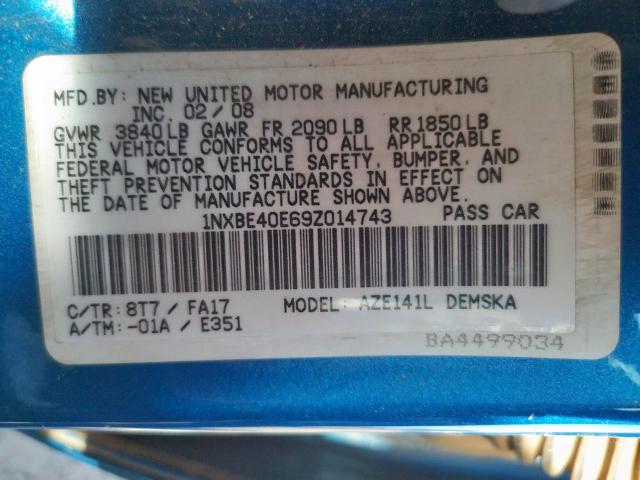 MFD.BY: NEW UNITED MOTOR MANUFACTURING
INC. 02/08
GVWR 3840LB GAWR FR 2090LB RR1850LB
THIS VEHICLE CONFORMS TO ALL APPLICABLE
FEDERAL MOTOR VEHICLE SAFETY, BUMPER, AND
THEFT PREVENTION STANDARDS IN EFFECT ON
THE DATE OF MANUFACTURE SHOWN ABOVE.
1NXBE40E69Z014743 PASS CAR
C/TR: 8T7 / FA17 MODEL: AZE141L DEMSKA
A/TM: -01A / E351
BA4499034